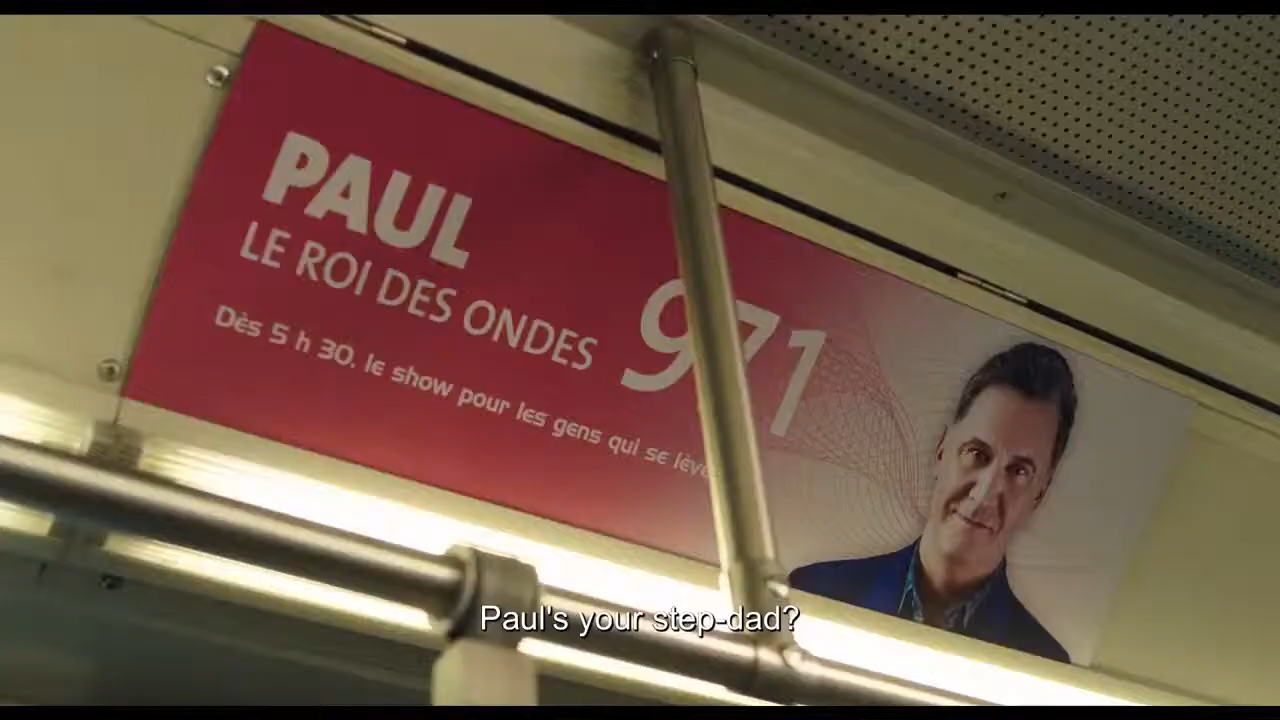 PAUL
LE ROI DES ONDES
971
Dès 5 h 30, le show pour les gens qui se
Paul's your step-dad?